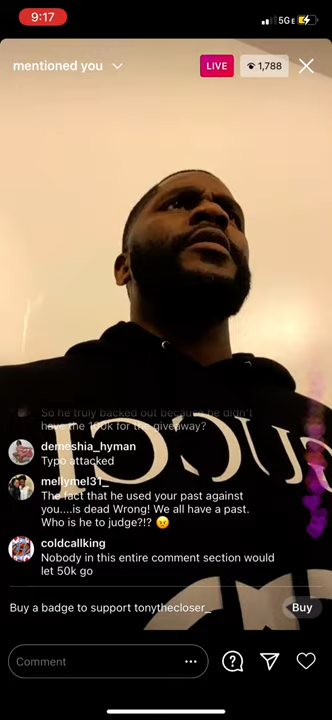 9:17
5GE
mentioned you
LIVE
1,788
So he truly backed out because he didn't
have the 100k for the giveaway?
demeshia_hyman
Typo attacked
mellymel31_
The fact that he used your past against
you....is dead Wrong! We all have a past.
Who is he to judge?!? 😡
coldcallking
Nobody in this entire comment section would
let 50k go
Buy a badge to support tonythecloser_
Buy
Comment